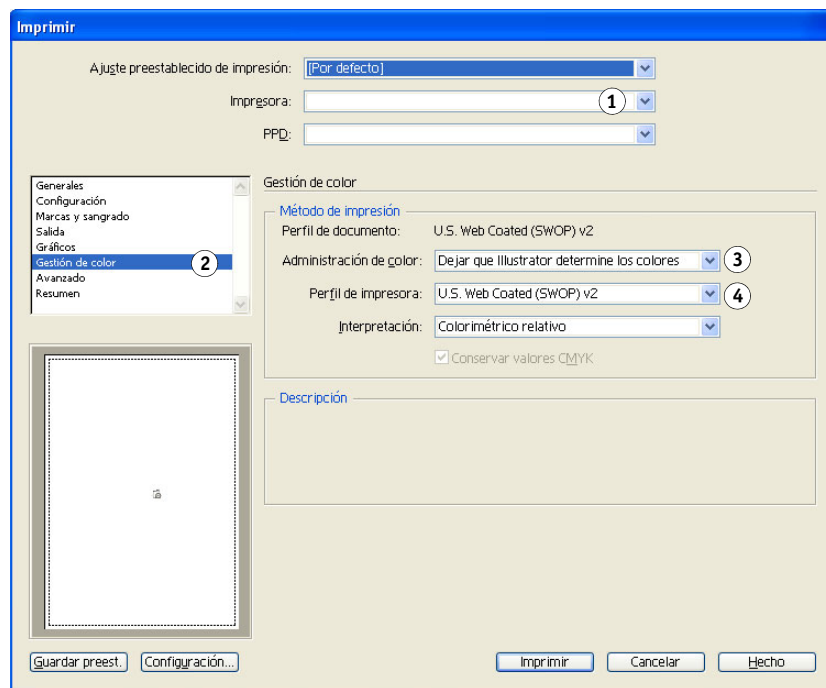 Imprimir
Ajuste preestablecido de impresión: [Por defecto]
Impresora: 1
PPD:
Generales
Configuración
Marcas y sangrado
Salida
Gráficos
Gestión de color 2
Avanzado
Resumen
Gestión de color
Método de impresión
Perfil de documento: U.S. Web Coated (SWOP) v2
Administración de color: Dejar que Illustrator determine los colores 3
Perfil de impresora: U.S. Web Coated (SWOP) v2 4
Interpretación: Colorimétrico relativo
Conservar valores CMYK
Descripción
Guardar preest. Configuración... Imprimir Cancelar Hecho